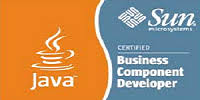 Java
Sun
microsystems
CERTIFIED
Business
Component
Developer